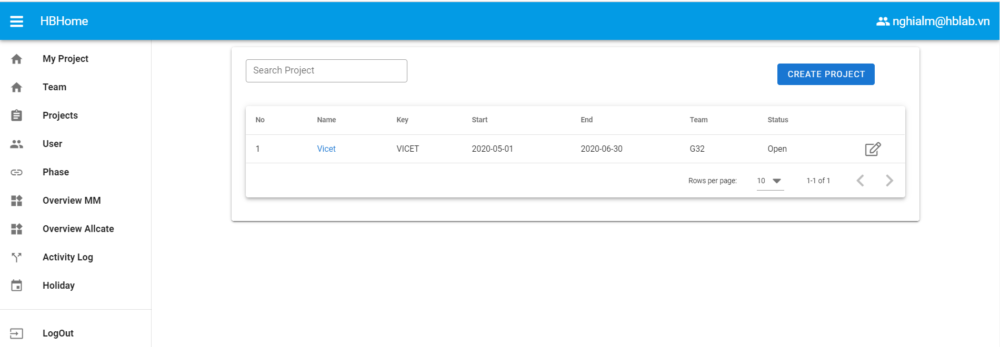 HBHome
nghialm@hblab.vn
My Project
Team
Projects
User
Phase
Overview MM
Overview Allcate
Activity Log
Holiday
LogOut
Search Project
CREATE PROJECT
No Name Key Start End Team Status
1 Vicet VICET 2020-05-01 2020-06-30 G32 Open
Rows per page: 10 1-1 of 1